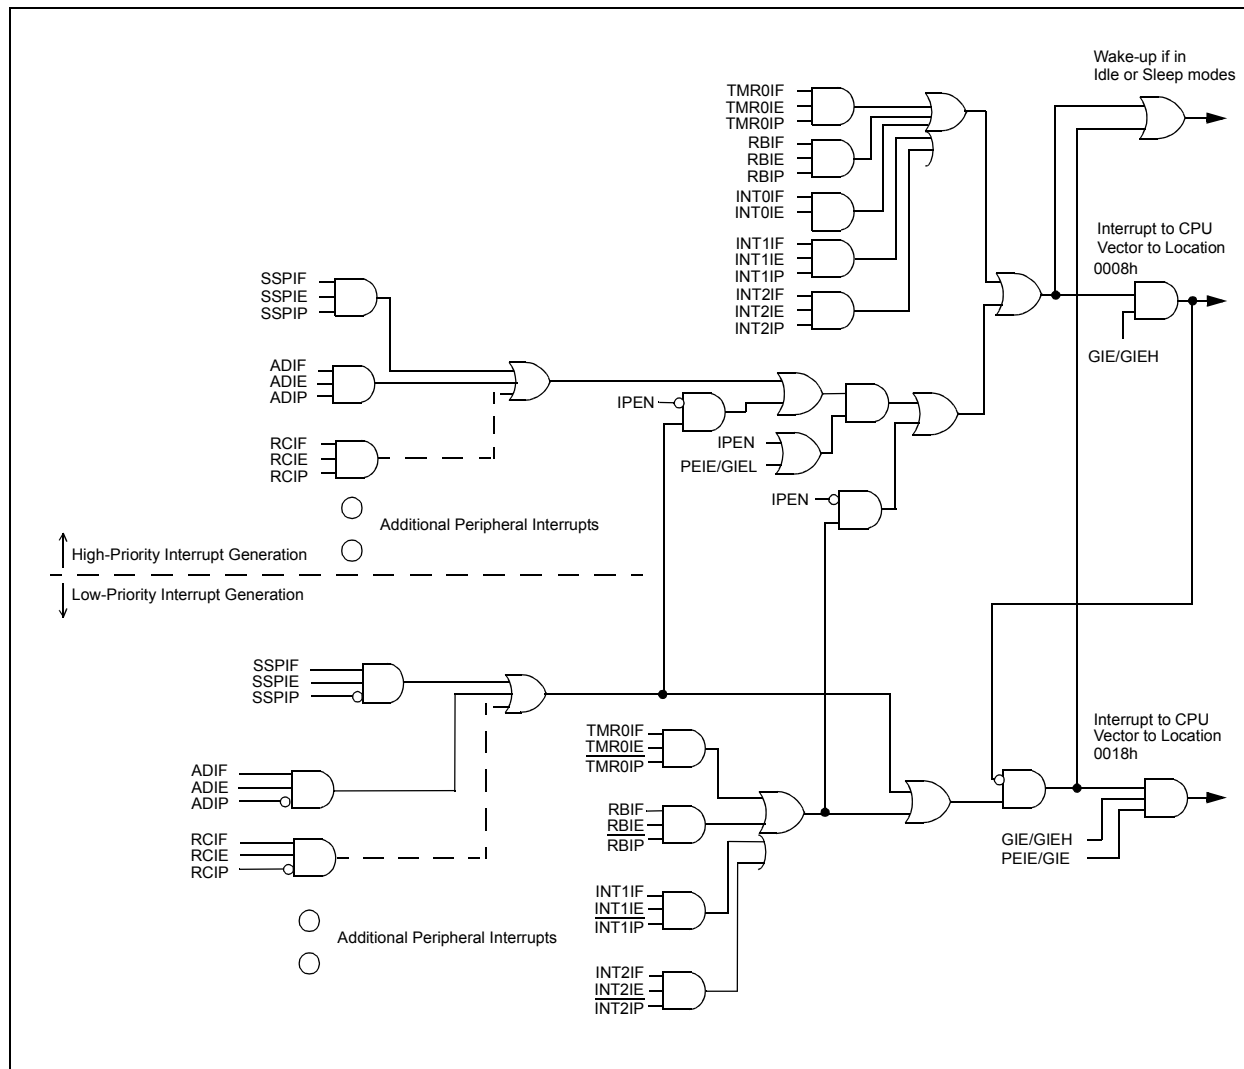 Wake-up if in
Idle or Sleep modes
TMR0IF
TMR0IE
TMR0IP
RBIF
RBIE
RBIP
INT0IF
INT0IE
INT1IF
INT1IE
INT1IP
INT2IF
INT2IE
INT2IP
Interrupt to CPU
Vector to Location
0008h
GIE/GIEH
SSPIF
SSPIE
SSPIP
ADIF
ADIE
ADIP
RCIF
RCIE
RCIP
IPEN
IPEN
PEIE/GIEL
IPEN
Additional Peripheral Interrupts
High-Priority Interrupt Generation
Low-Priority Interrupt Generation
SSPIF
SSPIE
SSPIP
ADIF
ADIE
ADIP
RCIF
RCIE
RCIP
Additional Peripheral Interrupts
TMR0IF
TMR0IE
TMR0IP
RBIF
RBIE
RBIP
INT1IF
INT1IE
INT1IP
INT2IF
INT2IE
INT2IP
Interrupt to CPU
Vector to Location
0018h
GIE/GIEH
PEIE/GIE